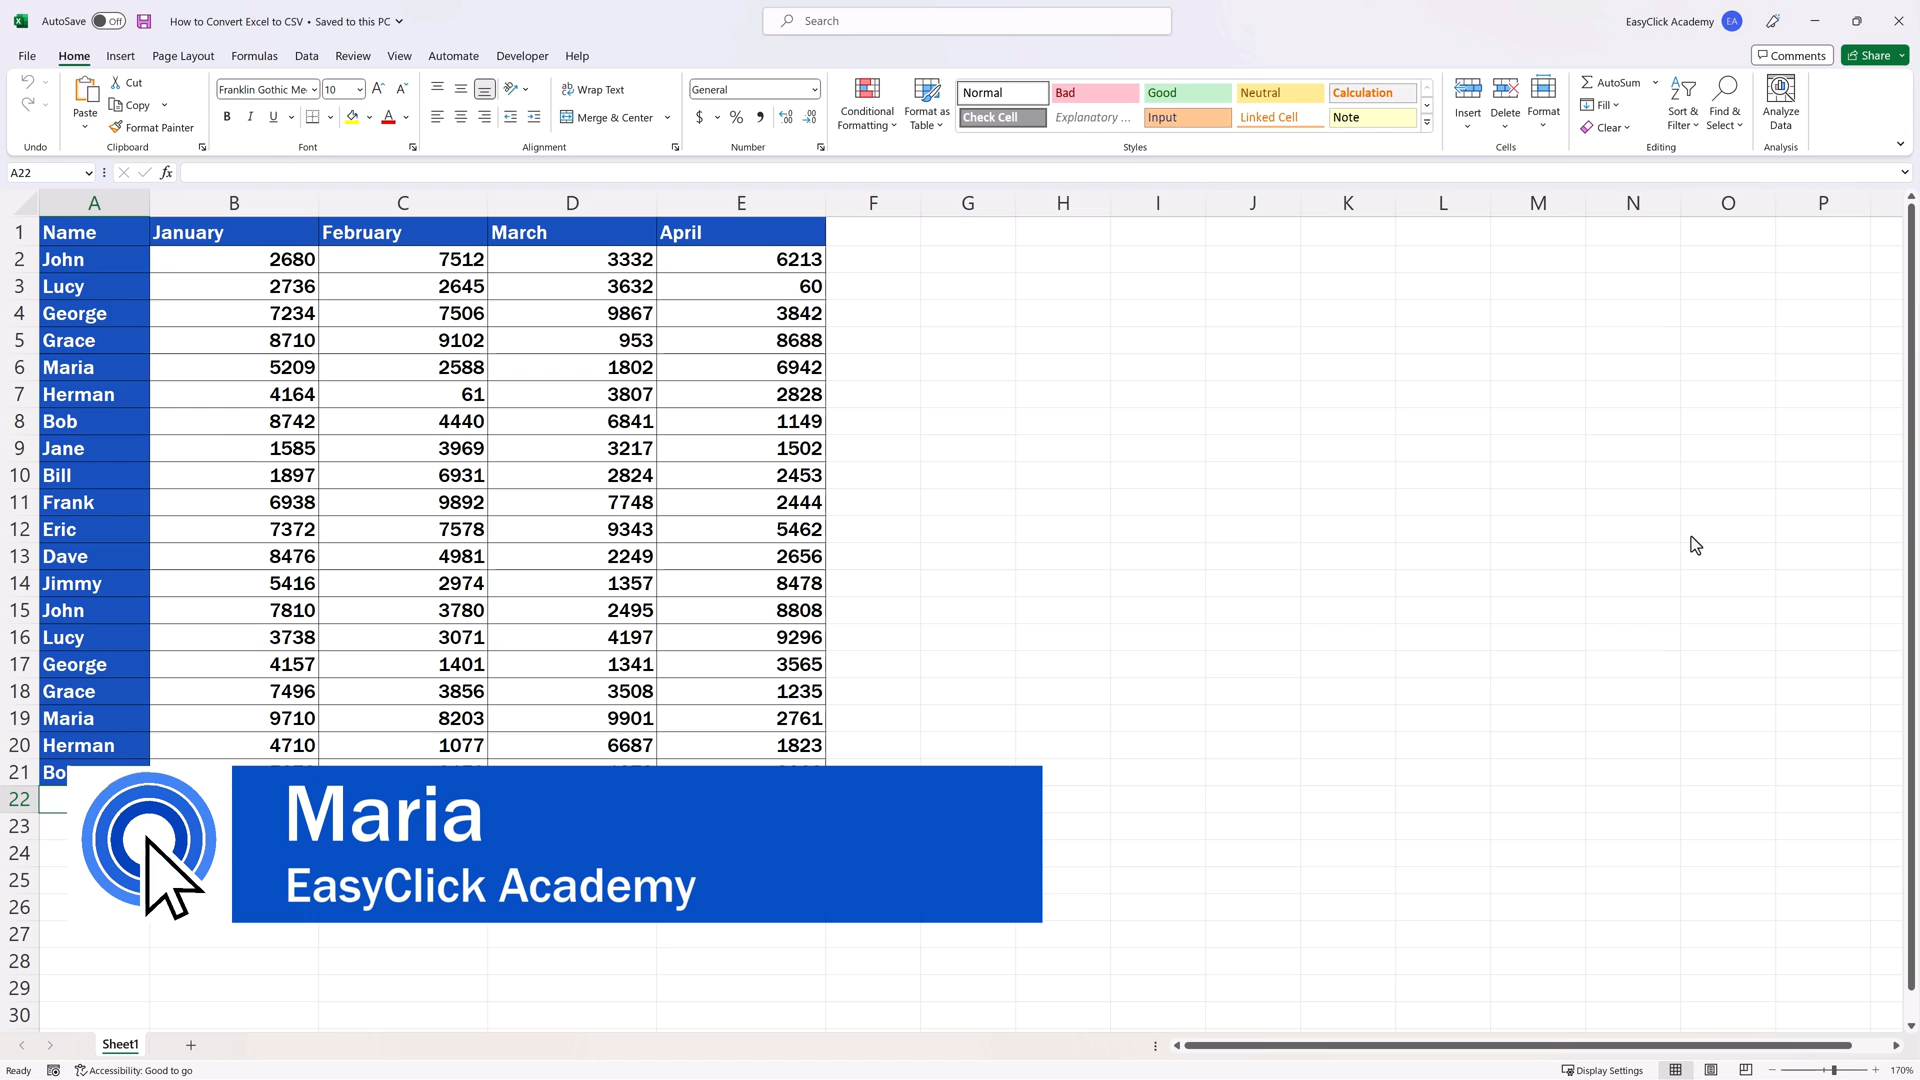 AutoSave Off How to Convert Excel to CSV • Saved to this PC Search EasyClick Academy EA
File Home Insert Page Layout Formulas Data Review View Automate Developer Help Comments Share
Paste Cut Copy Format Painter
Franklin Gothic Me 10
B I U
Wrap Text
Merge & Center
General
$ %
Conditional Formatting
Format as Table
Normal Bad Good Neutral Calculation
Check Cell Explanatory ... Input Linked Cell Note
Insert Delete Format
AutoSum
Fill
Clear
Sort & Filter
Find & Select
Analyze Data
Undo Clipboard Font Alignment Number Styles Cells Editing Analysis
A22 fx
A B C D E F G H I J K L M N O P
1 Name January February March April
2 John 2680 7512 3332 6213
3 Lucy 2736 2645 3632 60
4 George 7234 7506 9867 3842
5 Grace 8710 9102 953 8688
6 Maria 5209 2588 1802 6942
7 Herman 4164 61 3807 2828
8 Bob 8742 4440 6841 1149
9 Jane 1585 3969 3217 1502
10 Bill 1897 6931 2824 2453
11 Frank 6938 9892 7748 2444
12 Eric 7372 7578 9343 5462
13 Dave 8476 4981 2249 2656
14 Jimmy 5416 2974 1357 8478
15 John 7810 3780 2495 8808
16 Lucy 3738 3071 4197 9296
17 George 4157 1401 1341 3565
18 Grace 7496 3856 3508 1235
19 Maria 9710 8203 9901 2761
20 Herman 4710 1077 6687 1823
21 Bo
22
23
24
25
26
27
28
29
30
Maria
EasyClick Academy
Sheet1
Ready Accessibility: Good to go Display Settings 170%